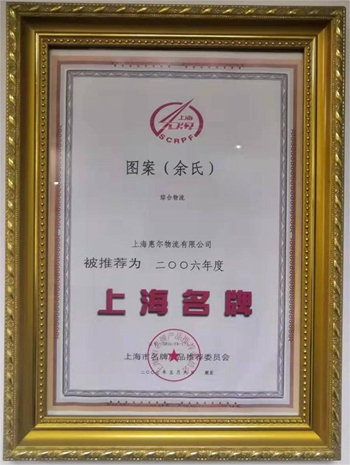 上海
SCRPF
图案（余氏）
综合物流
上海惠尔物流有限公司
被推荐为 二〇〇六年度
上海名牌
上海市名牌产品推荐委员会